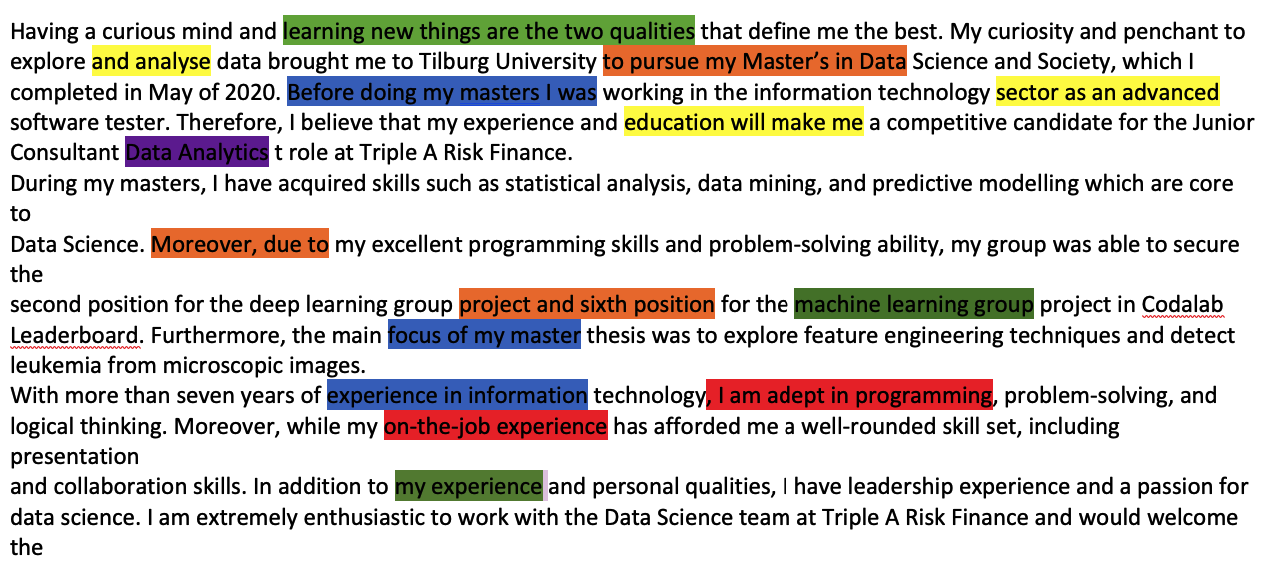 Having a curious mind and learning new things are the two qualities that define me the best. My curiosity and penchant to
explore and analyse data brought me to Tilburg University to pursue my Master's in Data Science and Society, which I
completed in May of 2020. Before doing my masters I was working in the information technology sector as an advanced
software tester. Therefore, I believe that my experience and education will make me a competitive candidate for the Junior
Consultant Data Analytics t role at Triple A Risk Finance.
During my masters, I have acquired skills such as statistical analysis, data mining, and predictive modelling which are core
to
Data Science. Moreover, due to my excellent programming skills and problem-solving ability, my group was able to secure
the
second position for the deep learning group project and sixth position for the machine learning group project in Codalab
Leaderboard. Furthermore, the main focus of my master thesis was to explore feature engineering techniques and detect
leukemia from microscopic images.
With more than seven years of experience in information technology, I am adept in programming, problem-solving, and
logical thinking. Moreover, while my on-the-job experience has afforded me a well-rounded skill set, including
presentation
and collaboration skills. In addition to my experience and personal qualities, I have leadership experience and a passion for
data science. I am extremely enthusiastic to work with the Data Science team at Triple A Risk Finance and would welcome
the